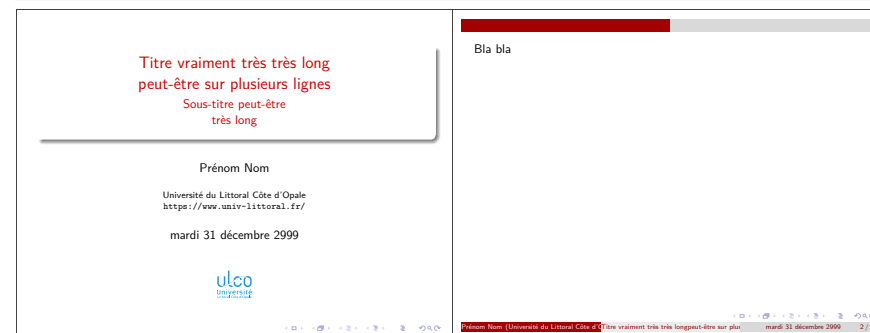 Titre vraiment très très long
peut-être sur plusieurs lignes
Sous-titre peut-être
très long
Prénom Nom
Université du Littoral Côte d'Opale
https://www.univ-littoral.fr/
mardi 31 décembre 2999
ulco
Université
Bla bla
Prénom Nom (Université du Littoral Côte d'O Titre vraiment très très longpeut-être sur plu mardi 31 décembre 2999 2 /